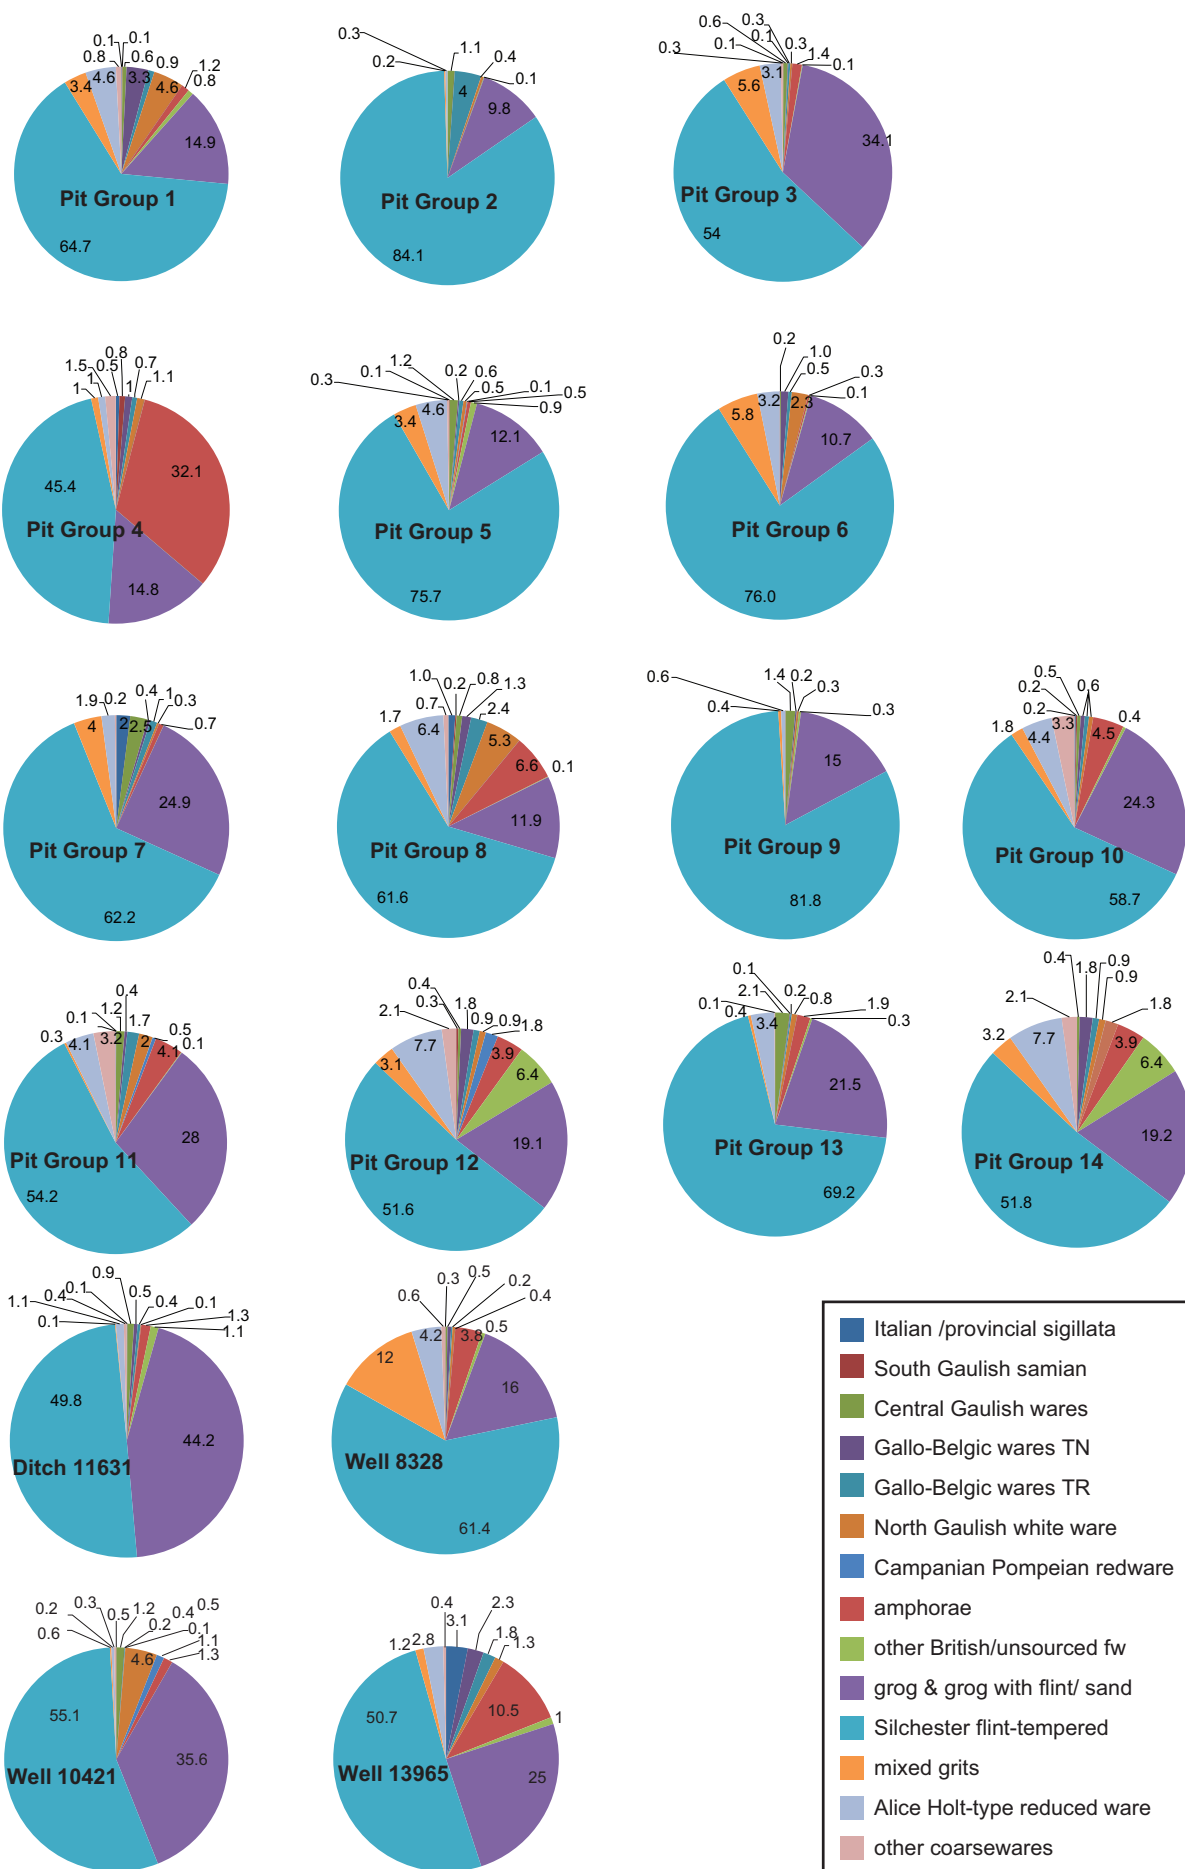 0.1 0.1
0.8 0.6 0.9
3.4 4.6 3.3 4.6 1.2
0.8
14.9
Pit Group 1
64.7
0.3 1.1 0.4
0.2 0.1
4
9.8
Pit Group 2
84.1
0.6 0.3
0.3 0.1 0.1 0.3 1.4
0.1
5.6 3.1
34.1
Pit Group 3
54
0.8
1.5 0.5 0.7
1 1 1 1.1
32.1
45.4
Pit Group 4
14.8
1.2
0.3 0.1 0.2 0.6
0.5 0.1 0.5
0.9
3.4 4.6
12.1
Pit Group 5
75.7
0.2
1.0
0.5 0.3
0.1
5.8 3.2 2.3
10.7
Pit Group 6
76.0
1.9 0.2 0.4 1
0.3
0.7
4 2 2.5
24.9
Pit Group 7
62.2
1.0 0.2 0.8
1.7 0.7 1.3
2.4
6.4 5.3
6.6 0.1
11.9
Pit Group 8
61.6
0.6 1.4 0.2
0.4 0.3
0.3
15
Pit Group 9
81.8
0.5
0.2 0.6
0.2 0.4
1.8 4.4 3.3 4.5
24.3
Pit Group 10
58.7
0.4
1.2
0.1 1.7
0.3 0.5
0.1
4.1 3.2 2 4.1
28
Pit Group 11
54.2
0.4
2.1 0.3 1.8
0.9 0.9
1.8
3.1 7.7 3.9
6.4
19.1
Pit Group 12
51.6
0.1
2.1 0.2
0.1 0.4 0.8 1.9
0.3
3.4
21.5
Pit Group 13
69.2
0.4 1.8 0.9
2.1 0.9
1.8
3.2 7.7 3.9
6.4
19.2
Pit Group 14
51.8
0.9
0.1 0.5
1.1 0.4 0.4 0.1
0.1 1.3
1.1
49.8
44.2
Ditch 11631
0.3 0.5
0.6 0.2
0.4
0.5
12 4.2 3.8
16
Well 8328
61.4
0.3 0.5 1.2 0.4 0.5
0.2 0.2 0.1
0.6 1.1
1.3
4.6
55.1
35.6
Well 10421
0.4 2.3
3.1
1.2 2.8 1.8
1.3
10.5
1
50.7
25
Well 13965
Italian /provincial sigillata
South Gaulish samian
Central Gaulish wares
Gallo-Belgic wares TN
Gallo-Belgic wares TR
North Gaulish white ware
Campanian Pompeian redware
amphorae
other British/unsourced fw
grog & grog with flint/ sand
Silchester flint-tempered
mixed grits
Alice Holt-type reduced ware
other coarsewares